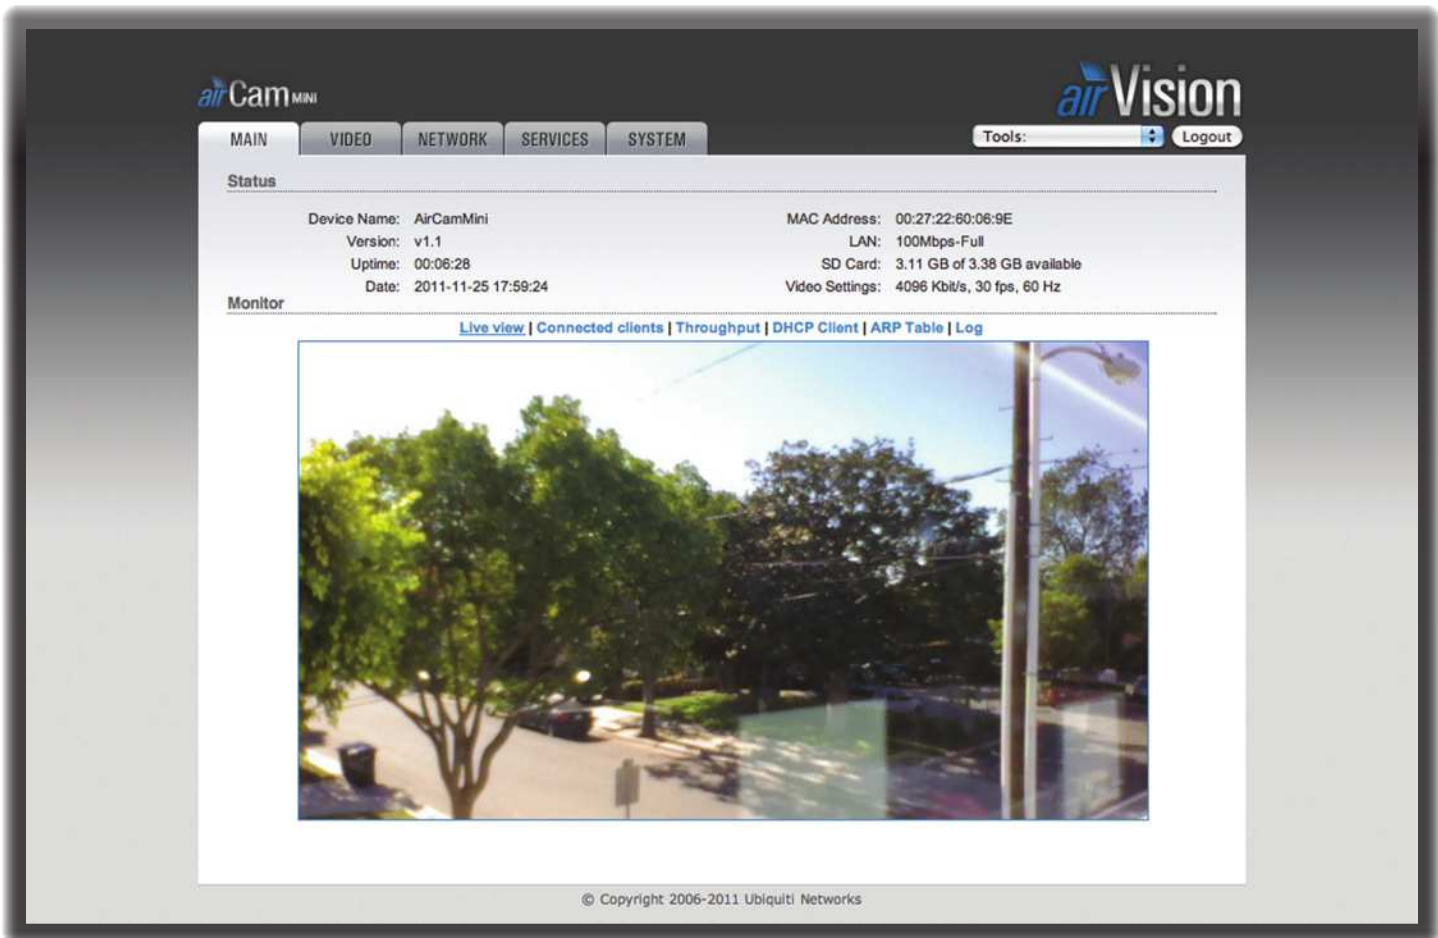 airCam MINI
airVision
MAIN VIDEO NETWORK SERVICES SYSTEM
Tools: Logout
Status
Device Name: AirCamMini MAC Address: 00:27:22:60:06:9E
Version: v1.1 LAN: 100Mbps-Full
Uptime: 00:06:28 SD Card: 3.11 GB of 3.38 GB available
Date: 2011-11-25 17:59:24 Video Settings: 4096 Kbit/s, 30 fps, 60 Hz
Monitor
Live view | Connected clients | Throughput | DHCP Client | ARP Table | Log
© Copyright 2006-2011 Ubiquiti Networks